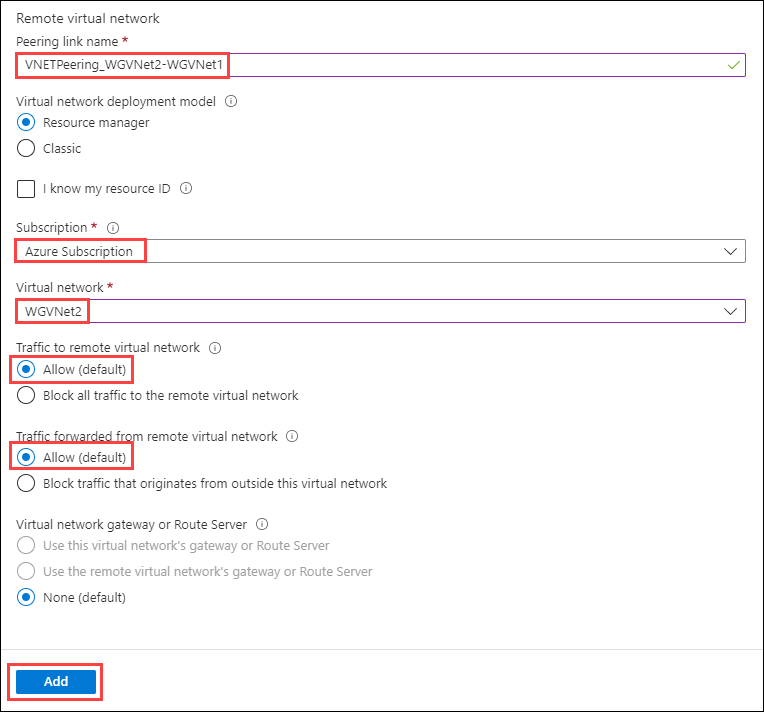 Remote virtual network
Peering link name *
VNETPeering_WGVNet2-WGVNet1
Virtual network deployment model
Resource manager
Classic
I know my resource ID
Subscription *
Azure Subscription
Virtual network *
WGVNet2
Traffic to remote virtual network
Allow (default)
Block all traffic to the remote virtual network
Traffic forwarded from remote virtual network
Allow (default)
Block traffic that originates from outside this virtual network
Virtual network gateway or Route Server
Use this virtual network's gateway or Route Server
Use the remote virtual network's gateway or Route Server
None (default)
Add